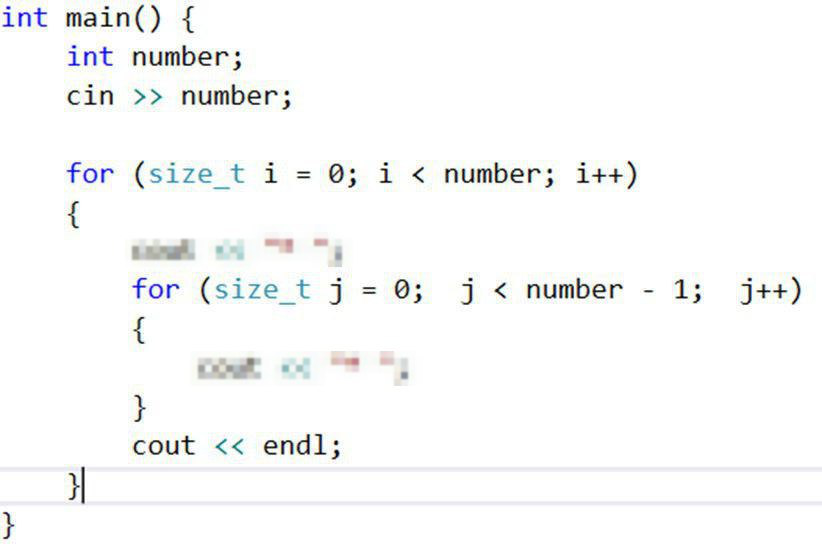 int main() {
int number;
cin >> number;
for (size_t i = 0; i < number; i++)
{
for (size_t j = 0; j < number - 1; j++)
{
}
cout << endl;
}
}